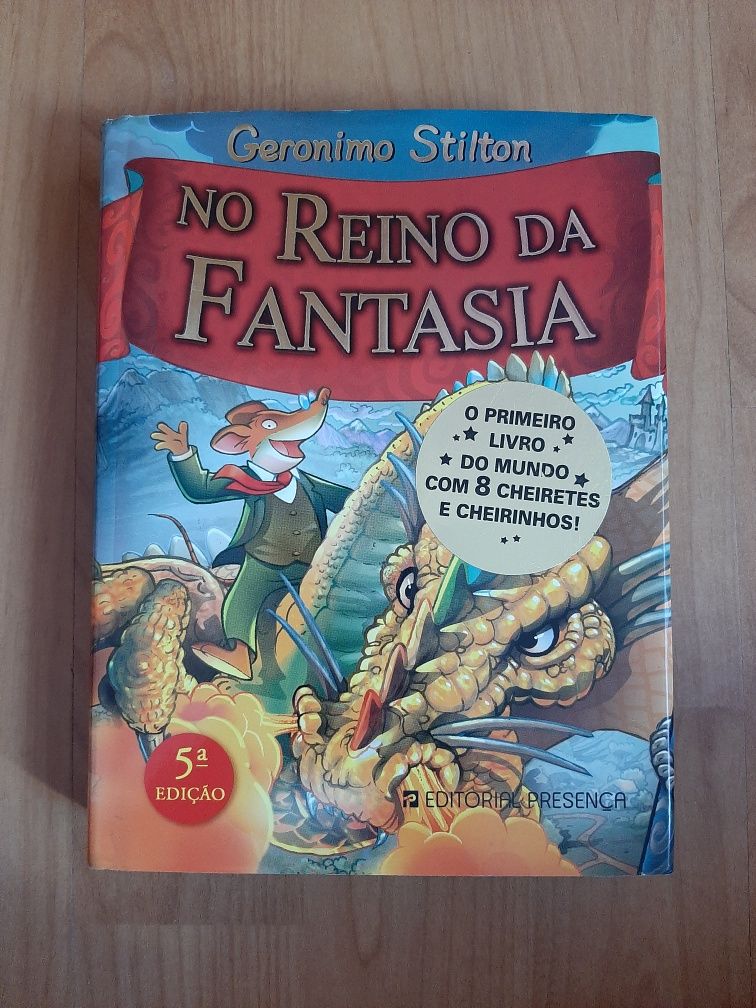 Geronimo Stilton
NO REINO DA
FANTASIA
O PRIMEIRO
LIVRO
DO MUNDO
COM 8 CHEIRETES
E CHEIRINHOS!
5ª
EDIÇÃO
EDITORIAL PRESENÇA